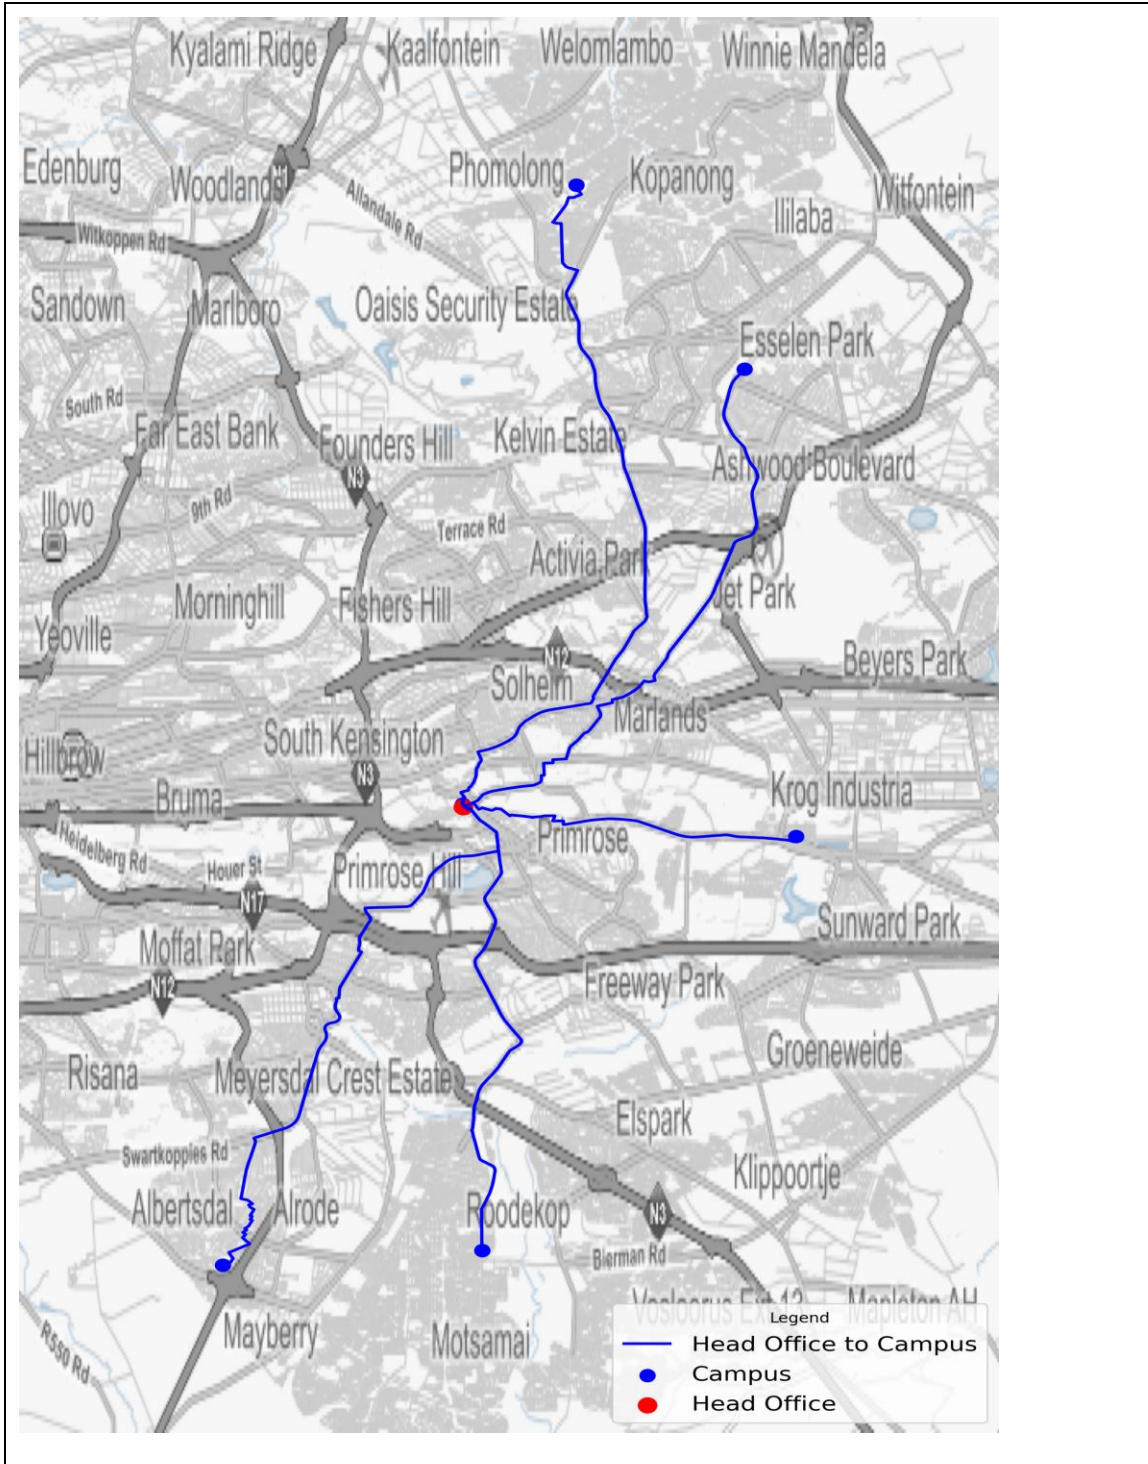 Kyalami Ridge
Kaalfontein
Welomlambo
Winnie Mandela
Edenburg
Woodlands
Phomolong
Kopanong
Witfontein
Allandale Rd
Ililaba
Witkoppen Rd
Sandown
Marlboro
Oaisis Security Estate
Esselen Park
South Rd
Far East Bank
Founders Hill
Kelvin Estate
Ashwood Boulevard
N3
Illovo
9th Rd
Terrace Rd
Activia Park
Jet Park
Morninghill
Fishers Hill
Yeoville
N12
Beyers Park
Solheim
Marlands
South Kensington
Hillbrow
N3
Bruma
Krog Industria
Heidelberg Rd
Primrose
Houer St
Primrose Hill
N17
Sunward Park
Moffat Park
Freeway Park
N12
Groeneweide
Risana
Meyersdal Crest Estate
Elspark
Swartkoppies Rd
Klippoortje
Albertsdal
Alrode
Roodekop
N3
Bierman Rd
Vosloorus Ext 12
Mapleton AH
Mayberry
Motsamai
R550 Rd
Legend
Head Office to Campus
Campus
Head Office